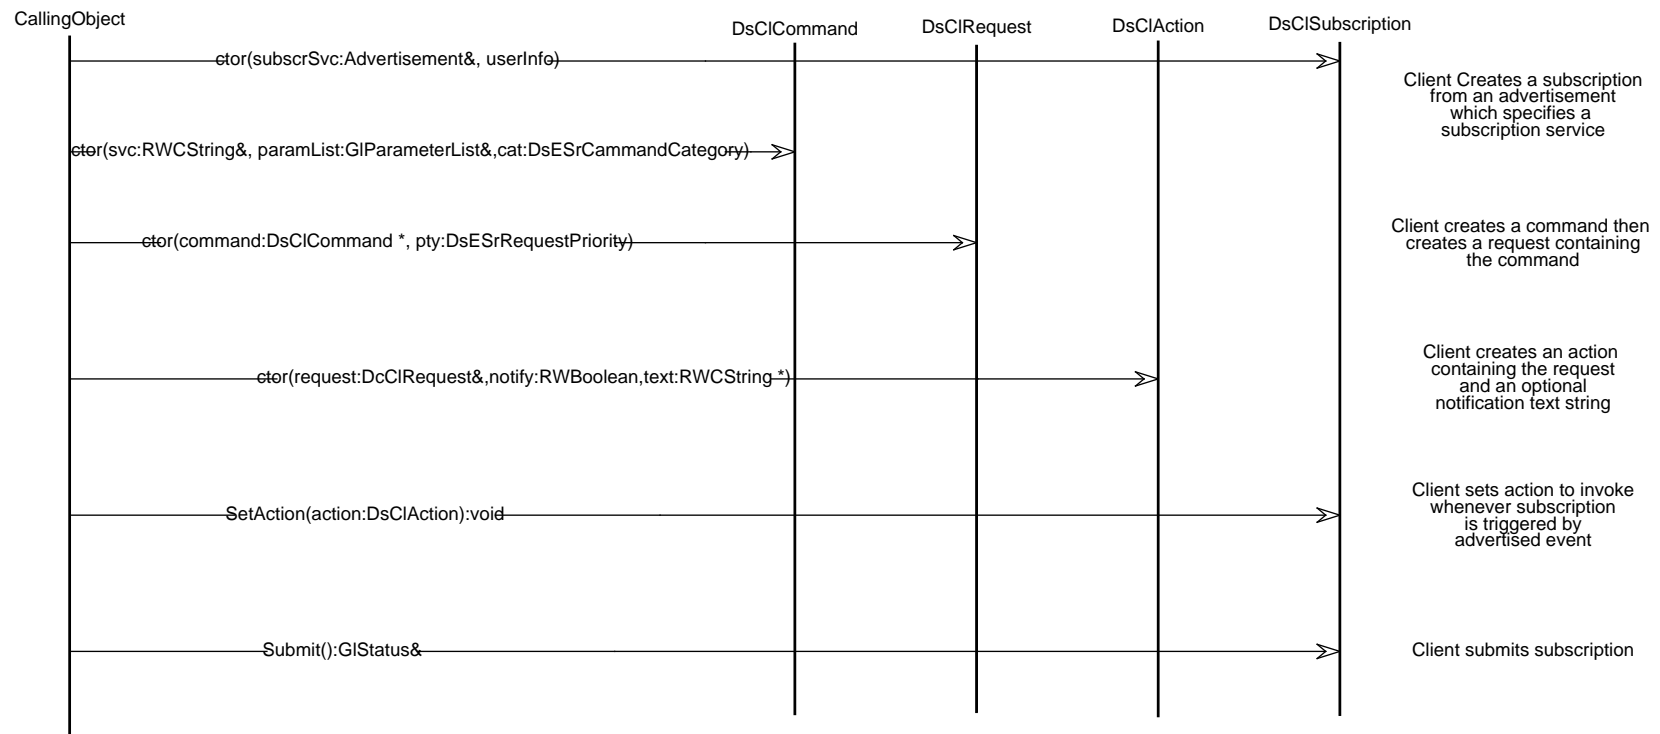 CallingObject
DsClCommand
DsClRequest
DsClAction
DsClSubscription
ctor(subscrSvc:Advertisement&, userInfo)
Client Creates a subscription
from an advertisement
which specifies a
subscription service
ctor(svc:RWCString&, paramList:GlParameterList&,cat:DsESrCammandCategory)
ctor(command:DsClCommand *, pty:DsESrRequestPriority)
Client creates a command then
creates a request containing
the command
ctor(request:DcClRequest&,notify:RWBoolean,text:RWCString *)
Client creates an action
containing the request
and an optional
notification text string
SetAction(action:DsClAction):void
Client sets action to invoke
whenever subscription
is triggered by
advertised event
Submit():GlStatus&
Client submits subscription